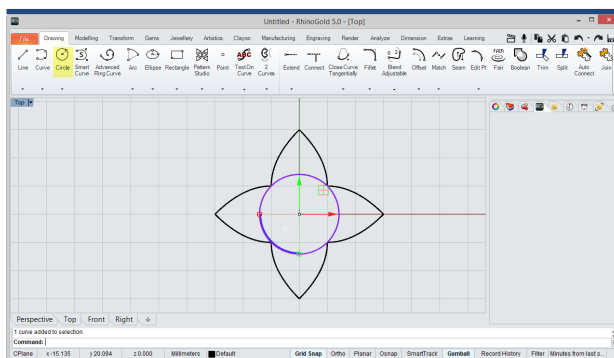 Untitled - RhinoGold 5.0 - [Top]
File Drawing Modelling Transform Gems Jewellery Artistics Clayoo Manufacturing Engraving Render Analyze Dimension Extras Learning
Line Curve Circle Smart Curve Advanced Ring Curve Arc Ellipse Rectangle Pattern Studio Point Text On Curve 2 Curves Extend Connect Close Curve Tangentially Fillet Blend Adjustable Offset Match Seam Edit Pt Fair Boolean Trim Split Auto Connect Join
Top
Perspective Top Front Right
1 curve added to selection.
Command:
CPlane x -15.135 y 20.094 z 0.000 Millimeters Default Grid Snap Ortho Planar Osnap SmartTrack Gumball Record History Filter Minutes from last s...